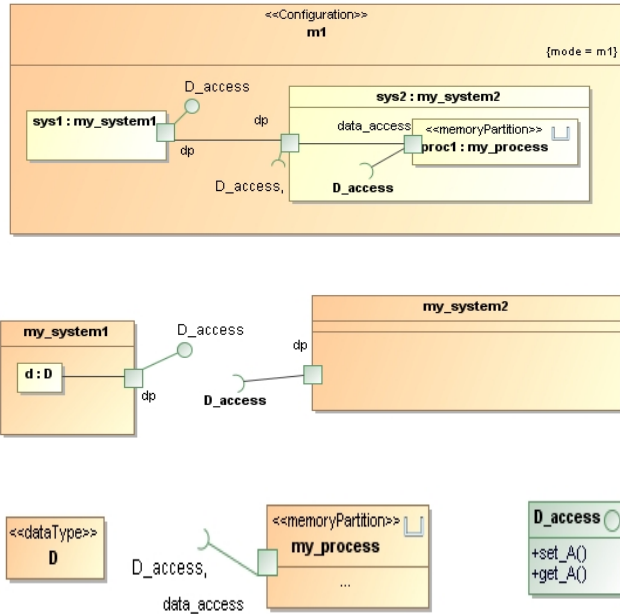 <<Configuration>>
m1
{mode = m1}
D_access
sys2 : my_system2
sys1 : my_system1
dp
data_access
<<memoryPartition>>
proc1 : my_process
dp
D_access,
D_access
my_system2
my_system1
D_access
dp
d : D
dp
D_access
<<dataType>>
D
<<memoryPartition>>
my_process
...
D_access,
data_access
D_access
+set_A()
+get_A()